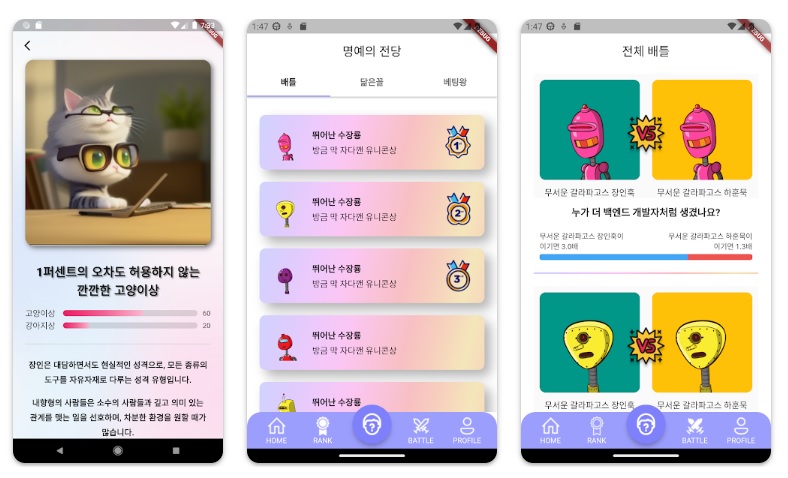 7:33
1퍼센트의 오차도 허용하지 않는
깐깐한 고양이상
고양이상 60
강아지상 20
장인은 대담하면서도 현실적인 성격으로, 모든 종류의
도구를 자유자재로 다루는 성격 유형입니다.
내향형의 사람들은 소수의 사람들과 깊고 의미 있는
관계를 맺는 일을 선호하며, 차분한 환경을 원할 때가
많습니다.
1:47
명예의 전당
배틀 닮은꼴 베팅왕
뛰어난 수장룡
방금 막 자다깬 유니콘상
1
뛰어난 수장룡
방금 막 자다깬 유니콘상
2
뛰어난 수장룡
방금 막 자다깬 유니콘상
3
뛰어난 수장룡
방금 막 자다깬 유니콘상
뛰어난 수장룡
HOME RANK ? BATTLE PROFILE
1:47
전체 배틀
VS
무서운 갈라파고스 장인훅 무서운 갈라파고스 하훈묵
누가 더 백엔드 개발자처럼 생겼나요?
무서운 갈라파고스 장인훅이
이기면 3.0배
무서운 갈라파고스 하훈묵이
이기면 1.3배
VS
무서운 갈라파고스 장인훅 무서운 갈라파고스 하훈묵
HOME RANK ? BATTLE PROFILE